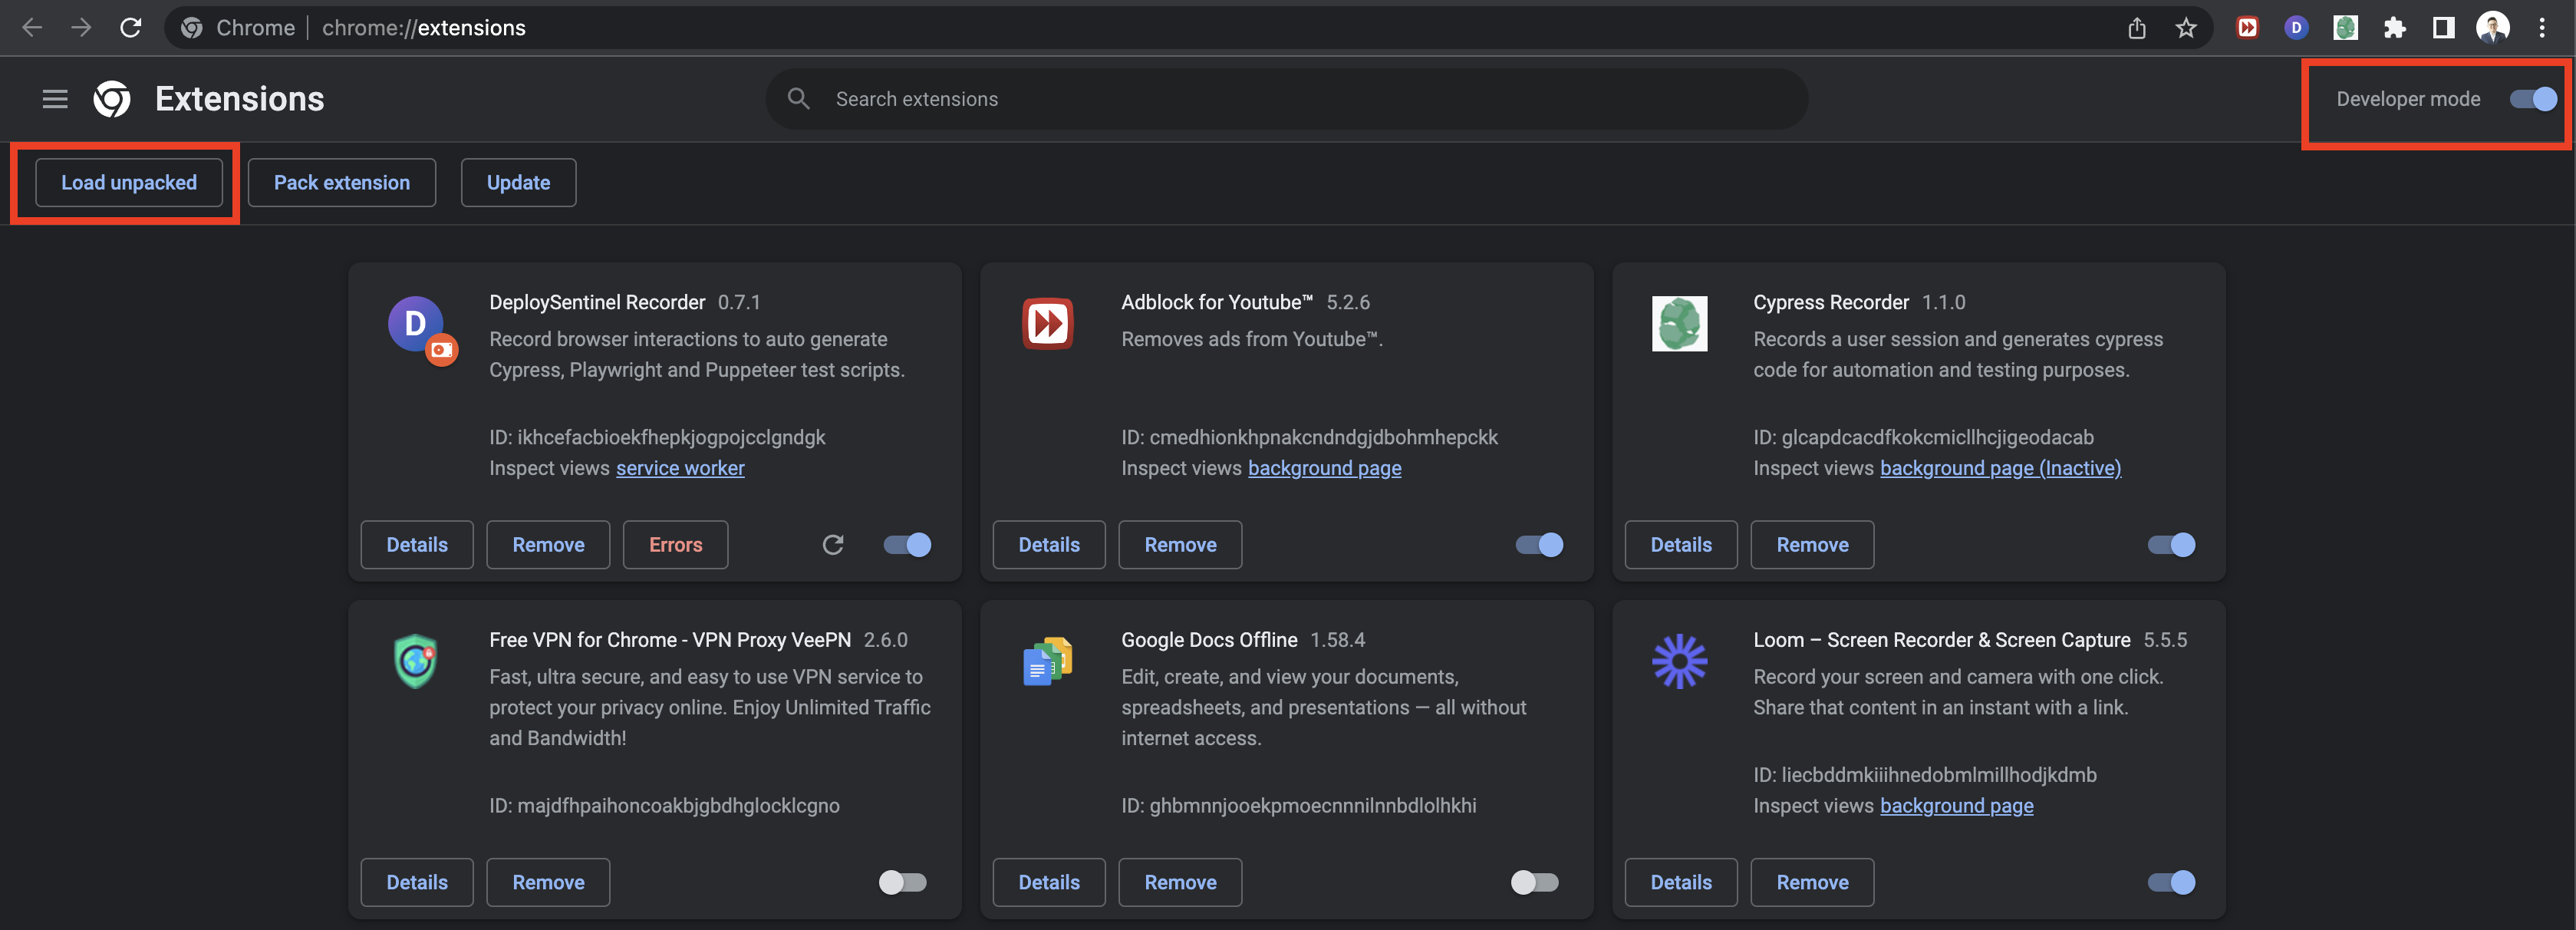 Chrome | chrome://extensions
D
Extensions
Search extensions
Developer mode
Load unpacked
Pack extension
Update
D
DeploySentinel Recorder 0.7.1
Record browser interactions to auto generate
Cypress, Playwright and Puppeteer test scripts.
ID: ikhcefacbioekfhepkjogpojcclgndgk
Inspect views service worker
Details
Remove
Errors
Adblock for Youtube™ 5.2.6
Removes ads from Youtube™.
ID: cmedhionkhpnakcndndgjdbohmhepckk
Inspect views background page
Details
Remove
Cypress Recorder 1.1.0
Records a user session and generates cypress
code for automation and testing purposes.
ID: glcapdcacdfkokcmicllhcjigeodacab
Inspect views background page (Inactive)
Details
Remove
Free VPN for Chrome - VPN Proxy VeePN 2.6.0
Fast, ultra secure, and easy to use VPN service to
protect your privacy online. Enjoy Unlimited Traffic
and Bandwidth!
ID: majdfhpaihoncoakbjgbdhglocklcgno
Details
Remove
Google Docs Offline 1.58.4
Edit, create, and view your documents,
spreadsheets, and presentations — all without
internet access.
ID: ghbmnnjooekpmoecnnnilnnbdlolhkhi
Details
Remove
Loom – Screen Recorder & Screen Capture 5.5.5
Record your screen and camera with one click.
Share that content in an instant with a link.
ID: liecbddmkiiihnedobmlmillhodjkdmb
Inspect views background page
Details
Remove